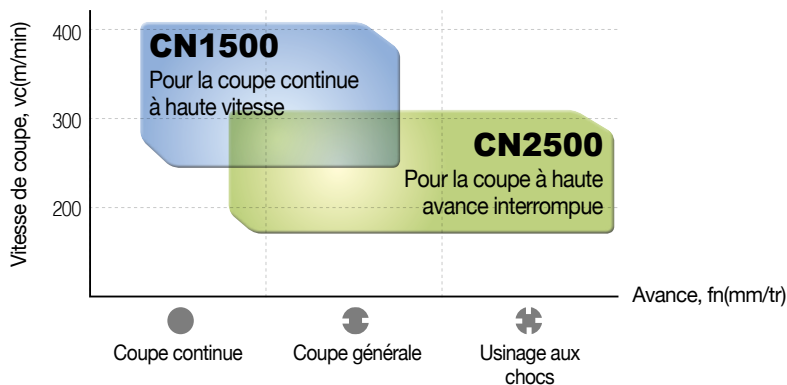 Vitesse de coupe, vc(m/min)
400
300
200
CN1500
Pour la coupe continue
à haute vitesse
CN2500
Pour la coupe à haute
avance interrompue
Avance, fn(mm/tr)
Coupe continue
Coupe générale
Usinage aux
chocs